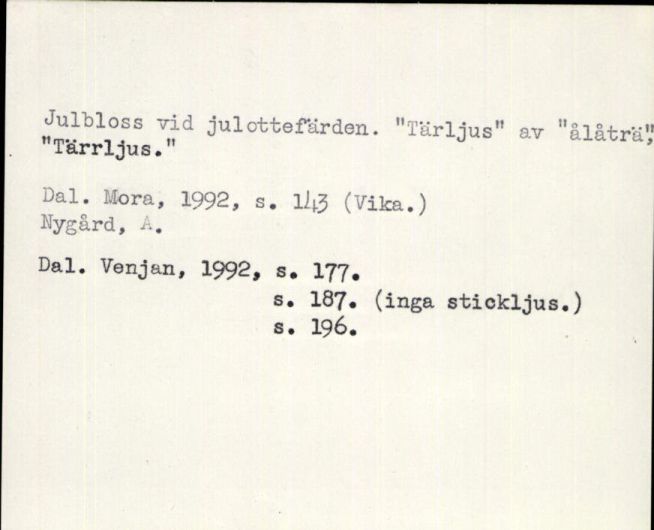 Julbloss vid julottefärden. "Tärljus" av "ålåträ",
"Tärrljus."
Dal. Mora, 1992, s. 143 (Vika.)
Nygård, A.
Dal. Venjan, 1992, s. 177.
s. 187. (inga stickljus.)
s. 196.